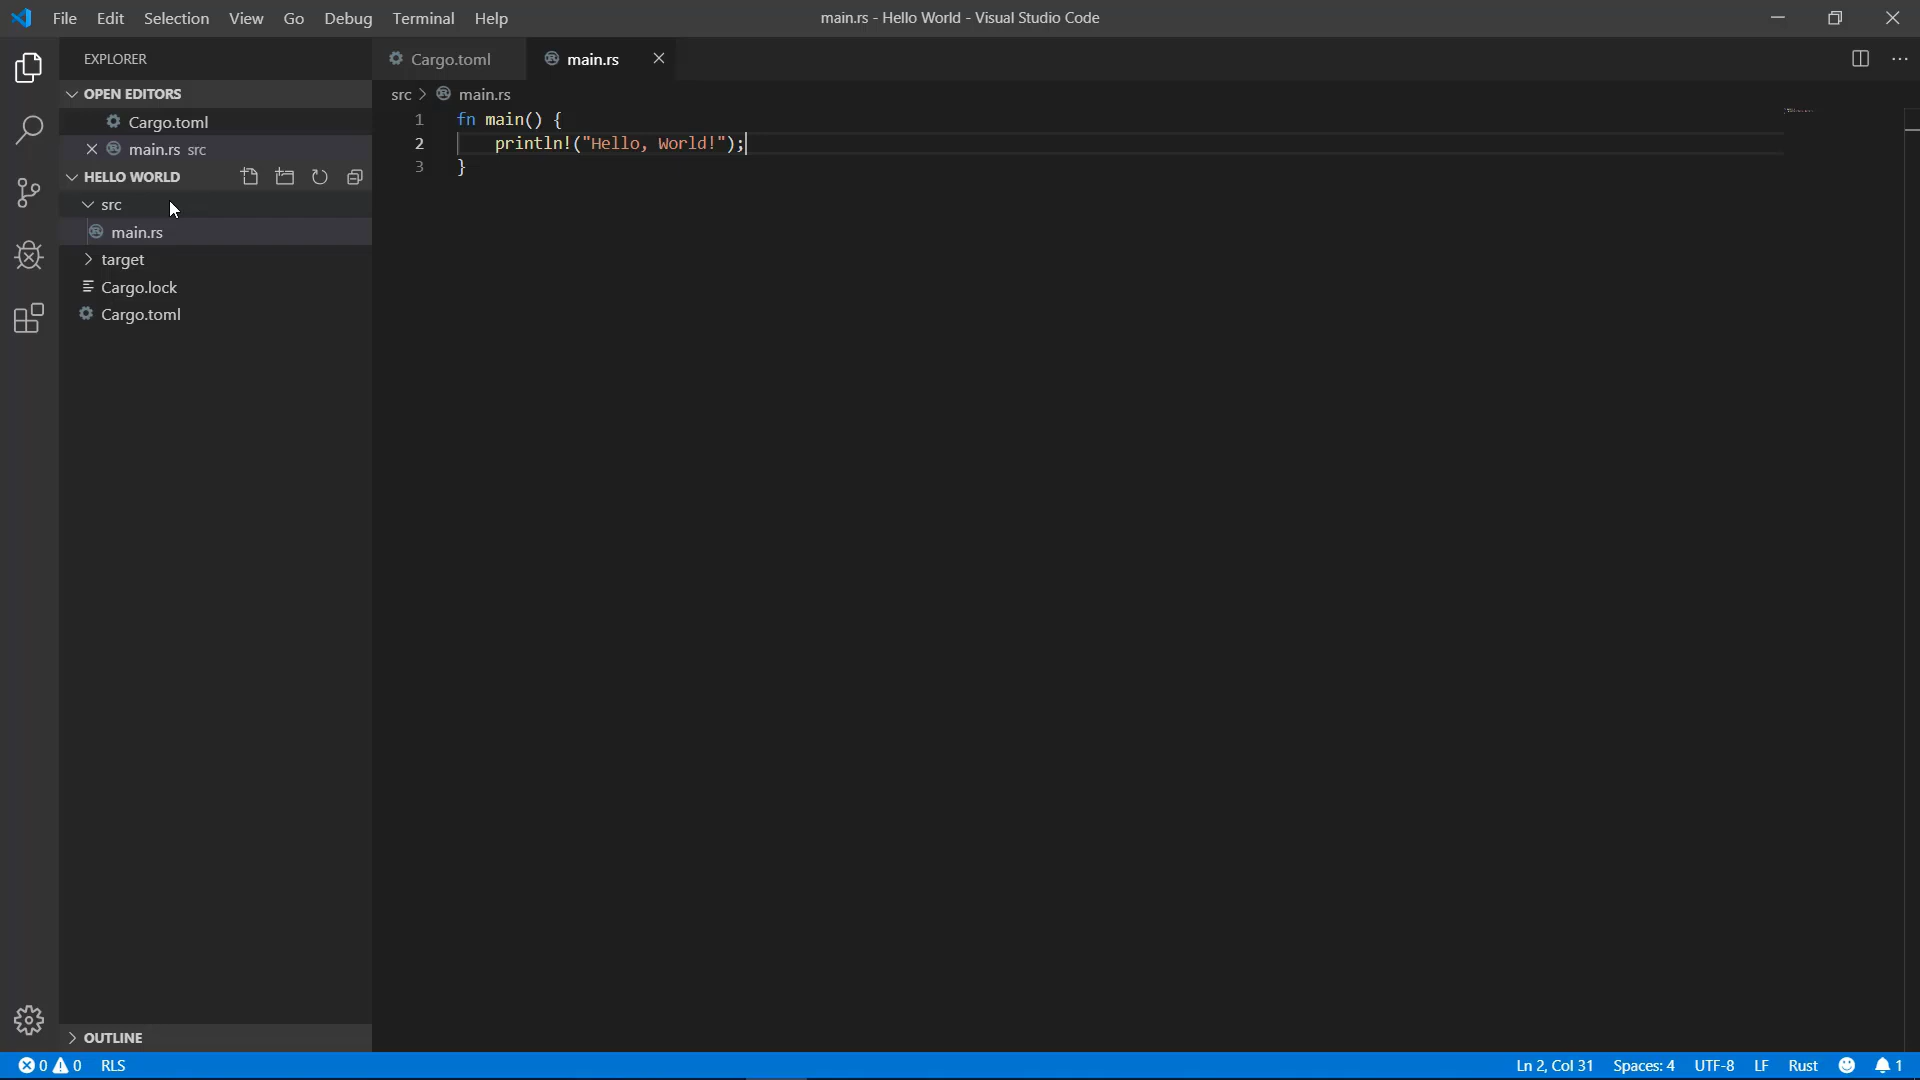 File Edit Selection View Go Debug Terminal Help
main.rs - Hello World - Visual Studio Code
EXPLORER
OPEN EDITORS
Cargo.toml
main.rs src
HELLO WORLD
src
main.rs
target
Cargo.lock
Cargo.toml
OUTLINE
Cargo.toml
main.rs
src > main.rs
1 fn main() {
2 println!("Hello, World!");
3 }
0 0 RLS
Ln 2, Col 31 Spaces: 4 UTF-8 LF Rust 1